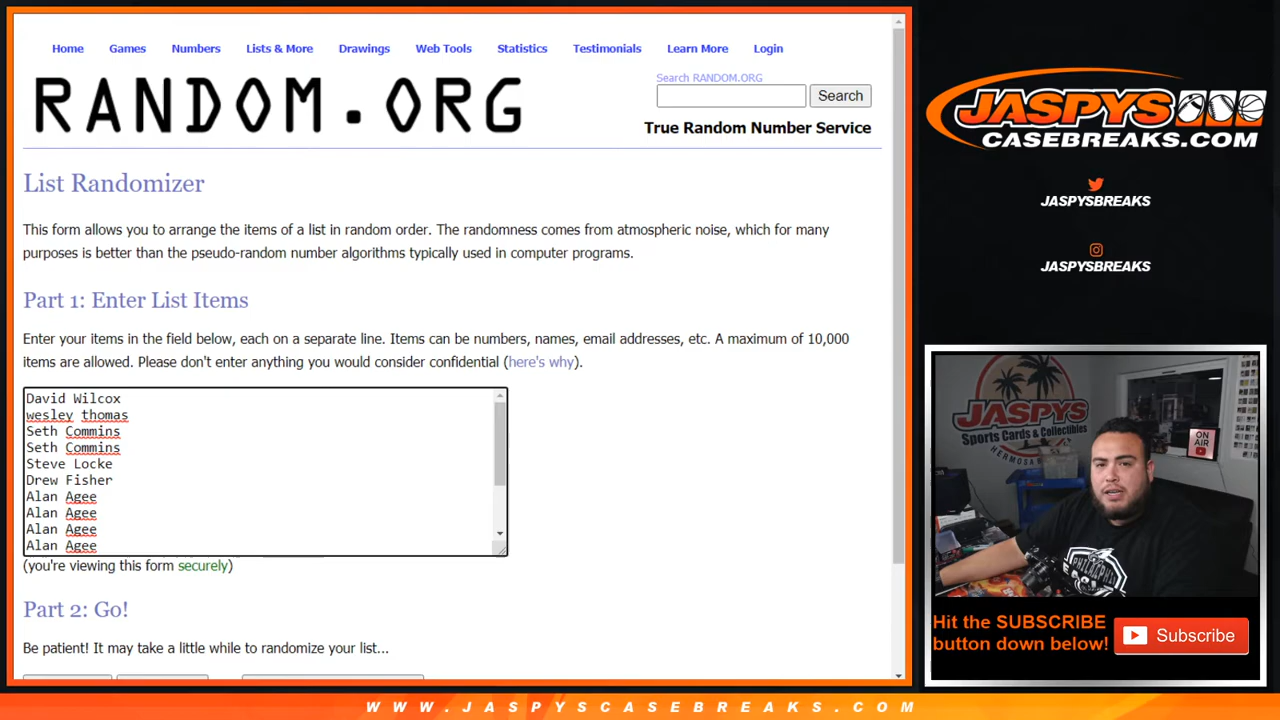 Home Games Numbers Lists & More Drawings Web Tools Statistics Testimonials Learn More Login
RANDOM.ORG
Search RANDOM.ORG
Search
True Random Number Service
List Randomizer
This form allows you to arrange the items of a list in random order. The randomness comes from atmospheric noise, which for many
purposes is better than the pseudo-random number algorithms typically used in computer programs.
Part 1: Enter List Items
Enter your items in the field below, each on a separate line. Items can be numbers, names, email addresses, etc. A maximum of 10,000
items are allowed. Please don't enter anything you would consider confidential (here's why).
David Wilcox
wesley thomas
Seth Commins
Seth Commins
Steve Locke
Drew Fisher
Alan Agee
Alan Agee
Alan Agee
Alan Agee
(you're viewing this form securely)
Part 2: Go!
Be patient! It may take a little while to randomize your list...
JASPYS
CASEBREAKS.COM
JASPYSBREAKS
JASPYSBREAKS
JASPYS
Sports Cards & Collectibles
HERMOSA
ON
AIR
Hit the SUBSCRIBE
button down below!
Subscribe
WWW.JASPYSCASEBREAKS.COM